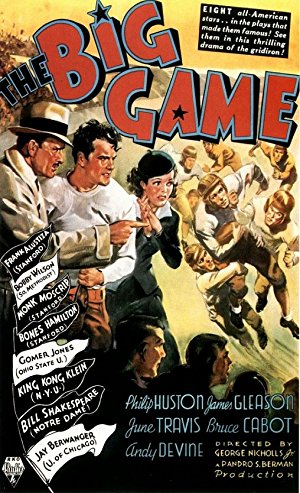 EIGHT all-American
stars.. in the plays that
made them famous! See
them in this thrilling
drama of the gridiron!
THE BIG
GAME
FRANK ALUSTIZA
(STANFORD)
BOBBY WILSON
(SO. METHODIST)
MONK MOSCRIP
(STANFORD)
BONES HAMILTON
(STANFORD)
GOMER JONES
(OHIO STATE U.)
KING KONG KLEIN
(N.Y.U.)
BILL SHAKESPEARE
(NOTRE DAME)
JAY BERWANGER
(U. OF CHICAGO)
Philip HUSTON James GLEASON
June TRAVIS Bruce CABOT
Andy DEVINE
DIRECTED BY
GEORGE NICHOLLS Jr
A PANDRO S. BERMAN
Production
RKO
RADIO